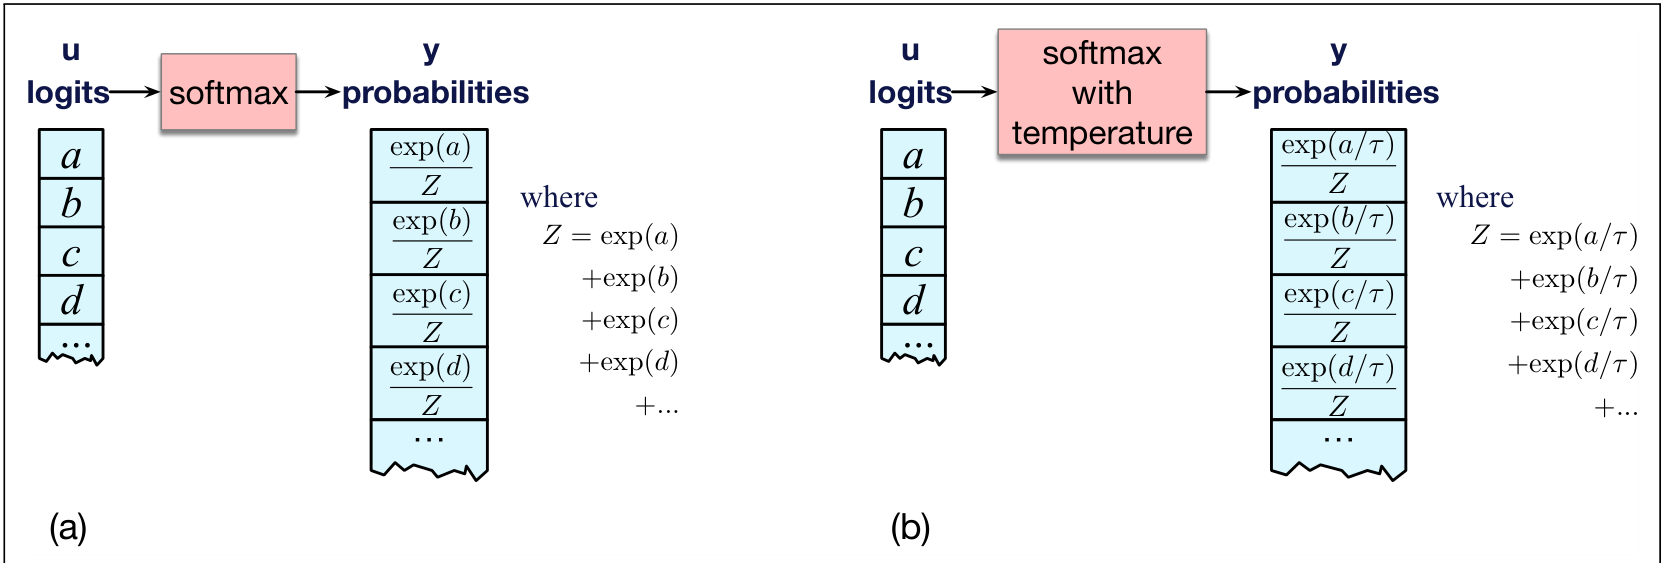 u
logits
softmax
y
probabilities
a
b
c
d
...
exp(a)
Z
exp(b)
Z
exp(c)
Z
exp(d)
Z
...
where
Z = exp(a)
+exp(b)
+exp(c)
+exp(d)
+...
(a)
u
logits
softmax
with
temperature
y
probabilities
a
b
c
d
...
exp(a/τ)
Z
exp(b/τ)
Z
exp(c/τ)
Z
exp(d/τ)
Z
...
where
Z = exp(a/τ)
+exp(b/τ)
+exp(c/τ)
+exp(d/τ)
+...
(b)